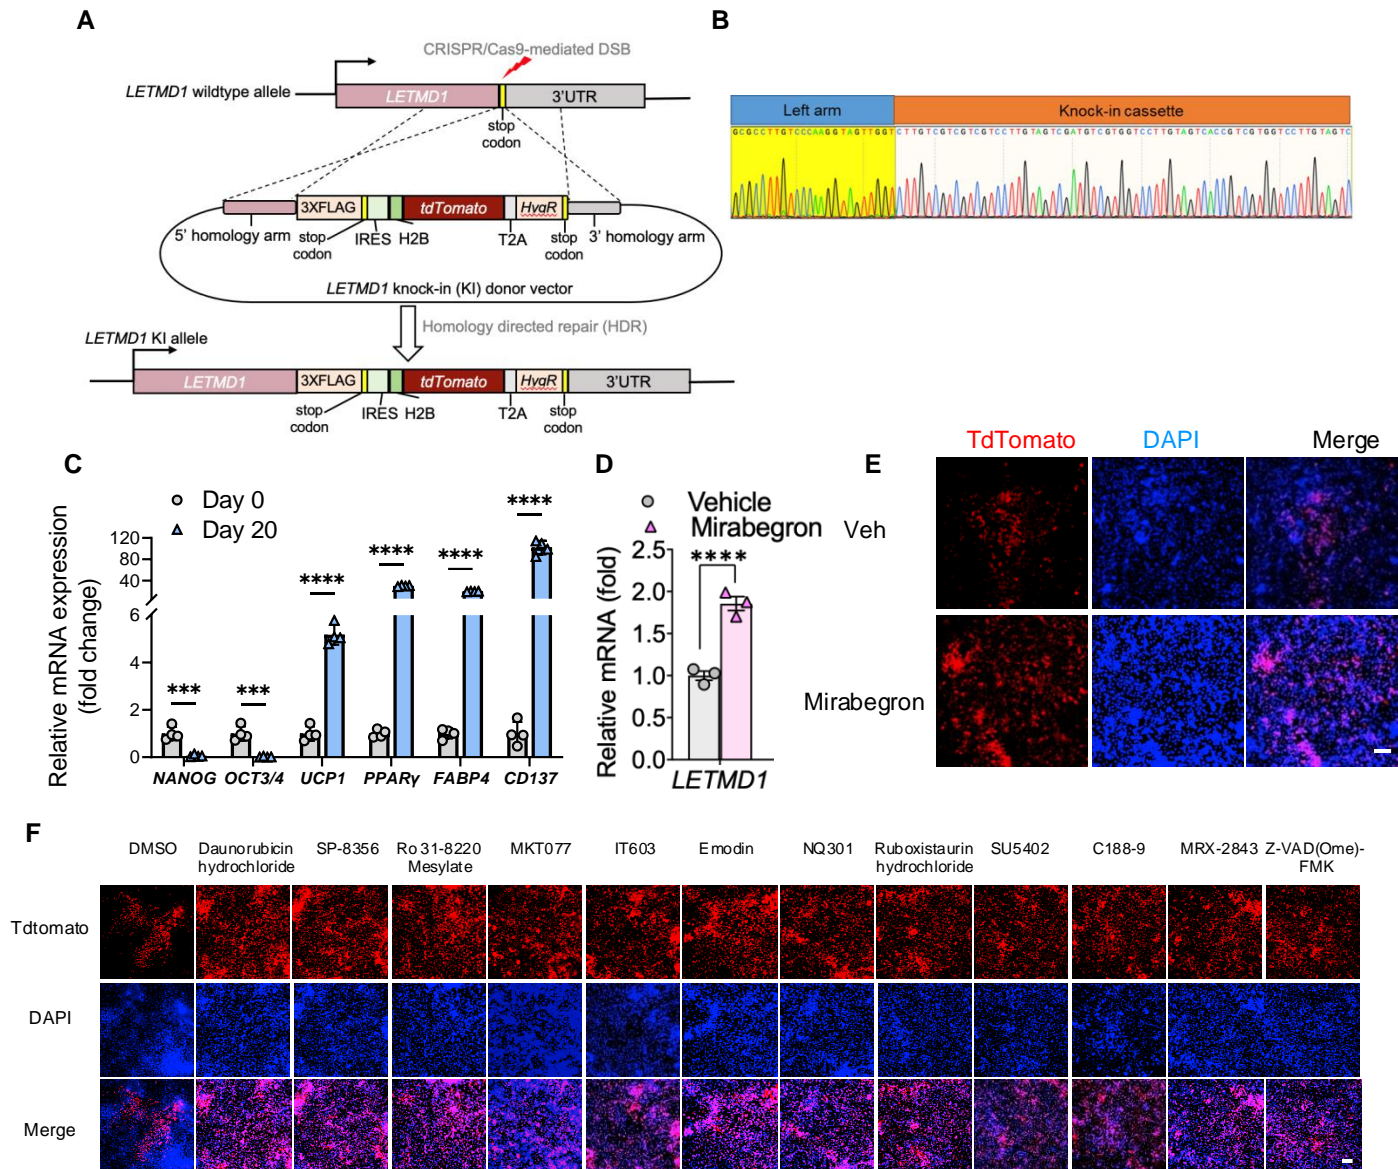 A
CRISPR/Cas9-mediated DSB
LETMD1 wildtype allele
LETMD1
3'UTR
stop
codon
3XFLAG
tdTomato
HygR
5' homology arm
stop
codon
IRES
H2B
T2A
stop
codon
3' homology arm
LETMD1 knock-in (KI) donor vector
Homology directed repair (HDR)
LETMD1 KI allele
LETMD1
3XFLAG
tdTomato
HygR
3'UTR
stop
codon
IRES
H2B
T2A
stop
codon
B
Left arm
Knock-in cassette
GCGCCTTGTCCCAAGGTAGTTGGTCTTGTCGTCGTCGTCCTTGTAGTCGATGTCGTGGTCCTTGTAGTCACCGTCGTGGTCCTTGTAGTC
C
Day 0
Day 20
Relative mRNA expression
(fold change)
120
80
40
6
4
2
0
***
***
****
****
****
****
NANOG
OCT3/4
UCP1
PPARγ
FABP4
CD137
D
Vehicle
Mirabegron
****
Relative mRNA (fold)
2.5
2.0
1.5
1.0
0.5
0.0
LETMD1
E
TdTomato
DAPI
Merge
Veh
Mirabegron
F
DMSO
Daunorubicin
hydrochloride
SP-8356
Ro 31-8220
Mesylate
MKT077
IT603
Emodin
NQ301
Ruboxistaurin
hydrochloride
SU5402
C188-9
MRX-2843
Z-VAD(Ome)-
FMK
Tdtomato
DAPI
Merge